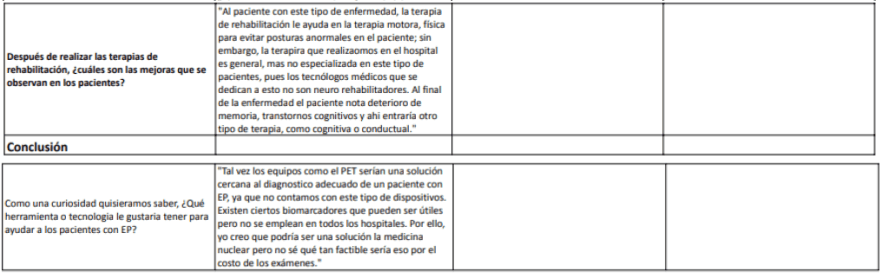 "Al paciente con este tipo de enfermedad, la terapia
de rehabilitación le ayuda en la terapia motora, física
para evitar posturas anormales en el paciente; sin
embargo, la terapira que realizaomos en el hospital
es general, mas no especializada en este tipo de
pacientes, pues los tecnólogos médicos que se
dedican a esto no son neuro rehabilitadores. Al final
de la enfermedad el paciente nota deterioro de
memoria, transtornos cognitivos y ahi entraría otro
tipo de terapia, como cognitiva o conductual."
Después de realizar las terapias de
rehabilitación, ¿cuáles son las mejoras que se
observan en los pacientes?
Conclusión
"Tal vez los equipos como el PET serían una solución
cercana al diagnostico adecuado de un paciente con
EP, ya que no contamos con este tipo de dispositivos.
Existen ciertos biomarcadores que pueden ser útiles
pero no se emplean en todos los hospitales. Por ello,
yo creo que podría ser una solución la medicina
nuclear pero no sé qué tan factible sería eso por el
costo de los exámenes."
Como una curiosidad quisieramos saber, ¿Qué
herramienta o tecnologia le gustaria tener para
ayudar a los pacientes con EP?